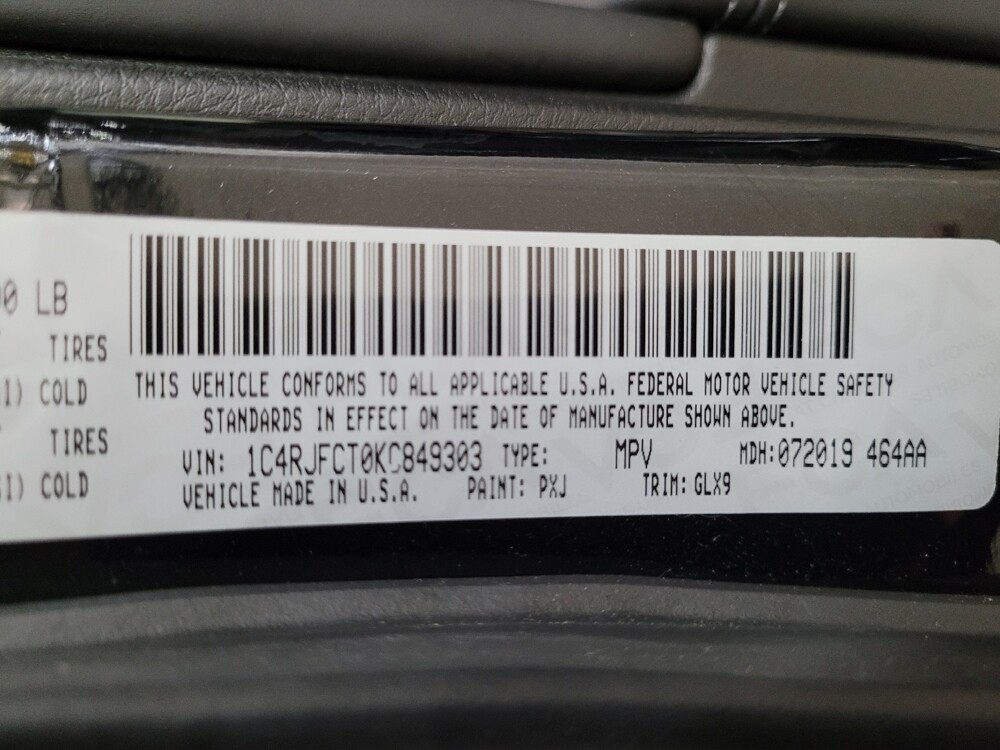 0 LB
TIRES
I) COLD
TIRES
SI) COLD
THIS VEHICLE CONFORMS TO ALL APPLICABLE U.S.A. FEDERAL MOTOR VEHICLE SAFETY
STANDARDS IN EFFECT ON THE DATE OF MANUFACTURE SHOWN ABOVE.
VIN: 1C4RJFCT0KC849303 TYPE: MPV MDH:072019 464AA
VEHICLE MADE IN U.S.A. PAINT: PXJ TRIM: GLX9